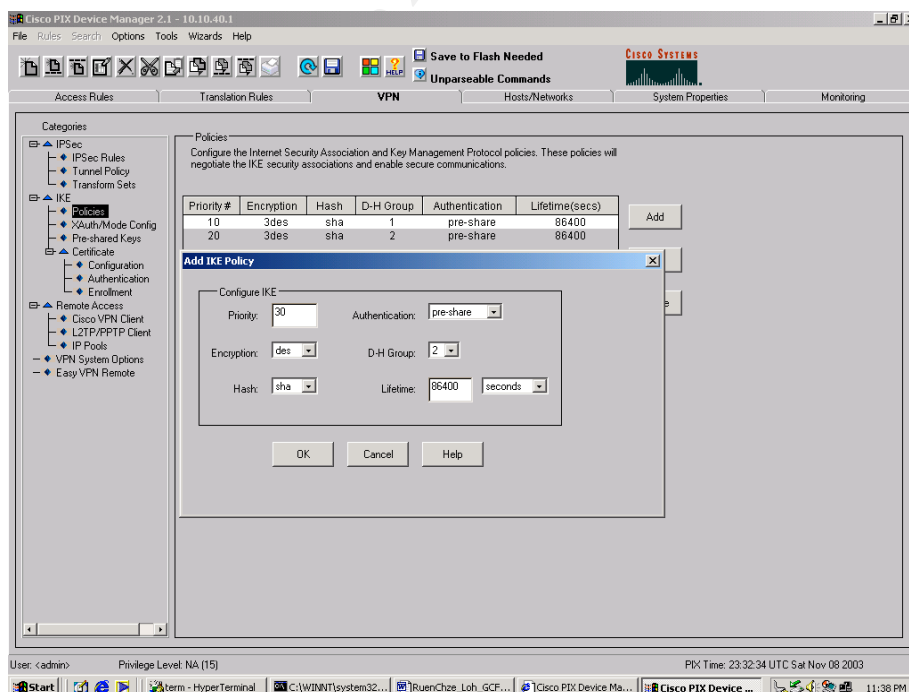 Cisco PIX Device Manager 2.1 - 10.10.40.1
File Rules Search Options Tools Wizards Help
HELP
Save to Flash Needed
Unparseable Commands
CISCO SYSTEMS
Access Rules Translation Rules VPN Hosts/Networks System Properties Monitoring
Categories
IPSec
IPSec Rules
Tunnel Policy
Transform Sets
IKE
Policies
XAuth/Mode Config
Pre-shared Keys
Certificate
Configuration
Authentication
Enrollment
Remote Access
Cisco VPN Client
L2TP/PPTP Client
IP Pools
VPN System Options
Easy VPN Remote
Policies
Configure the Internet Security Association and Key Management Protocol policies. These policies will
negotiate the IKE security associations and enable secure communications.
Priority # Encryption Hash D-H Group Authentication Lifetime(secs)
10 3des sha 1 pre-share 86400
20 3des sha 2 pre-share 86400
Add
Add IKE Policy
Configure IKE
Priority: 30 Authentication: pre-share
Encryption: des D-H Group: 2
Hash: sha Lifetime: 86400 seconds
OK Cancel Help
User: <admin> Privilege Level: NA (15) PIX Time: 23:32:34 UTC Sat Nov 08 2003
Start term - HyperTerminal C:\WINNT\system32... RuenChze_Loh_GCF... Cisco PIX Device Ma... Cisco PIX Device ... 11:38 PM